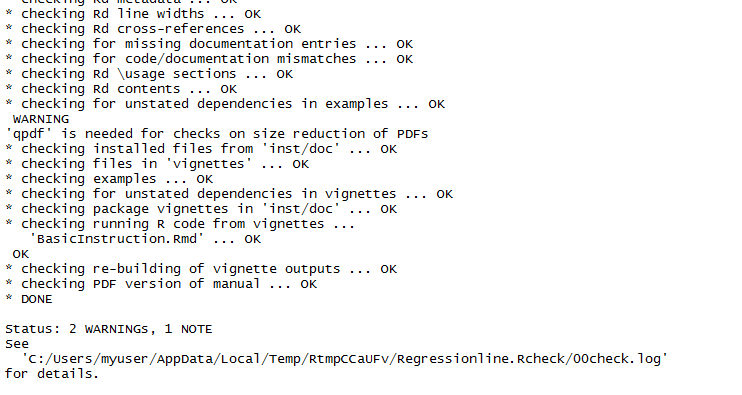 * checking Rd metadata ... OK
* checking Rd line widths ... OK
* checking Rd cross-references ... OK
* checking for missing documentation entries ... OK
* checking for code/documentation mismatches ... OK
* checking Rd \usage sections ... OK
* checking Rd contents ... OK
* checking for unstated dependencies in examples ... OK
WARNING
'qpdf' is needed for checks on size reduction of PDFs
* checking installed files from 'inst/doc' ... OK
* checking files in 'vignettes' ... OK
* checking examples ... OK
* checking for unstated dependencies in vignettes ... OK
* checking package vignettes in 'inst/doc' ... OK
* checking running R code from vignettes ...
'BasicInstruction.Rmd' ... OK
OK
* checking re-building of vignette outputs ... OK
* checking PDF version of manual ... OK
* DONE
Status: 2 WARNINGs, 1 NOTE
See
'C:/Users/myuser/AppData/Local/Temp/RtmpCCaUFv/Regressionline.Rcheck/00check.log'
for details.